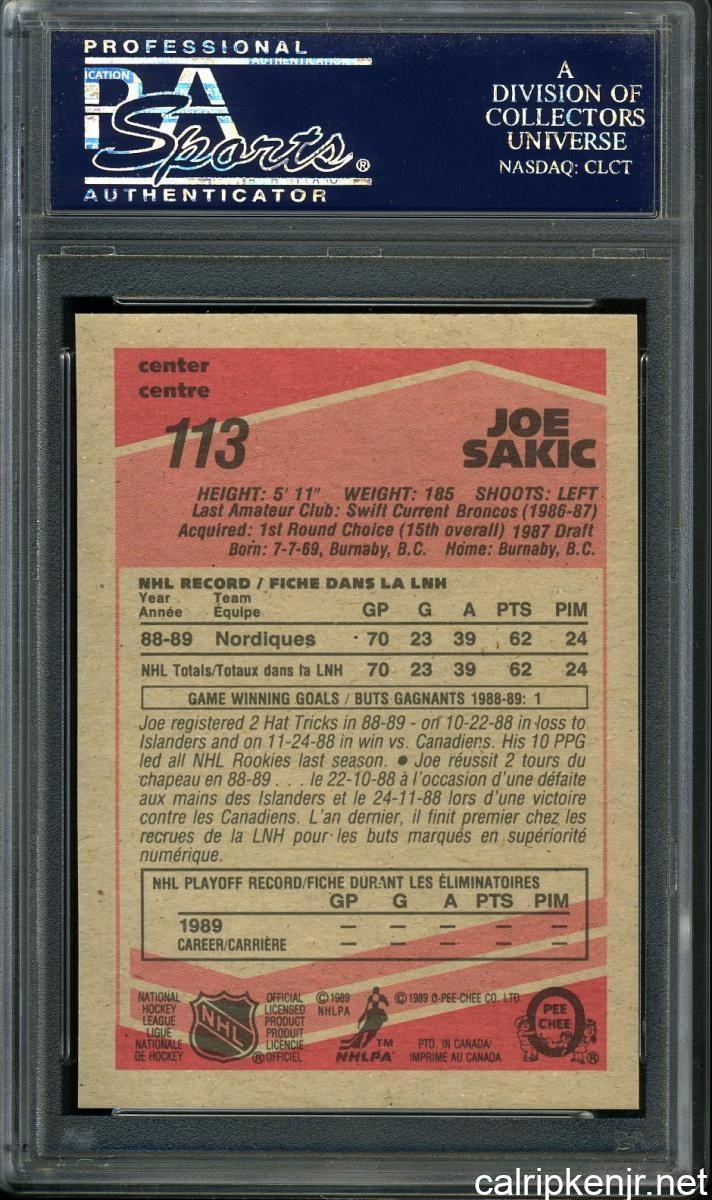 PROFESSIONAL
AUTHENTICATION
ICATION
PSA
Sports®
AUTHENTICATOR
A
DIVISION OF
COLLECTORS
UNIVERSE
NASDAQ: CLCT
center
centre
113
JOE
SAKIC
HEIGHT: 5' 11" WEIGHT: 185 SHOOTS: LEFT
Last Amateur Club: Swift Current Broncos (1986-87)
Acquired: 1st Round Choice (15th overall) 1987 Draft
Born: 7-7-69, Burnaby, B.C. Home: Burnaby, B.C.
NHL RECORD / FICHE DANS LA LNH
Year Team
Année Équipe GP G A PTS PIM
88-89 Nordiques 70 23 39 62 24
NHL Totals/Totaux dans la LNH 70 23 39 62 24
GAME WINNING GOALS / BUTS GAGNANTS 1988-89: 1
Joe registered 2 Hat Tricks in 88-89 - on 10-22-88 in loss to
Islanders and on 11-24-88 in win vs. Canadiens. His 10 PPG
led all NHL Rookies last season. ● Joe réussit 2 tours du
chapeau en 88-89 . . . le 22-10-88 à l'occasion d'une défaite
aux mains des Islanders et le 24-11-88 lors d'une victoire
contre les Canadiens. L'an dernier, il finit premier chez les
recrues de la LNH pour les buts marqués en supériorité
numérique.
NHL PLAYOFF RECORD/FICHE DURANT LES ÉLIMINATOIRES
GP G A PTS PIM
1989 — — — — —
CAREER/CARRIÈRE — — — — —
NATIONAL
HOCKEY
LEAGUE
LIGUE
NATIONALE
DE HOCKEY
NHL
®
OFFICIAL
LICENSED
PRODUCT
PRODUIT
LICENCIE
OFFICIEL
© 1989
NHLPA
TM
NHLPA
© 1989 O-PEE-CHEE CO. LTD.
PTD. IN CANADA/
IMPRIMÉ AU CANADA
O
PEE
CHEE
®
calripkenjr.net